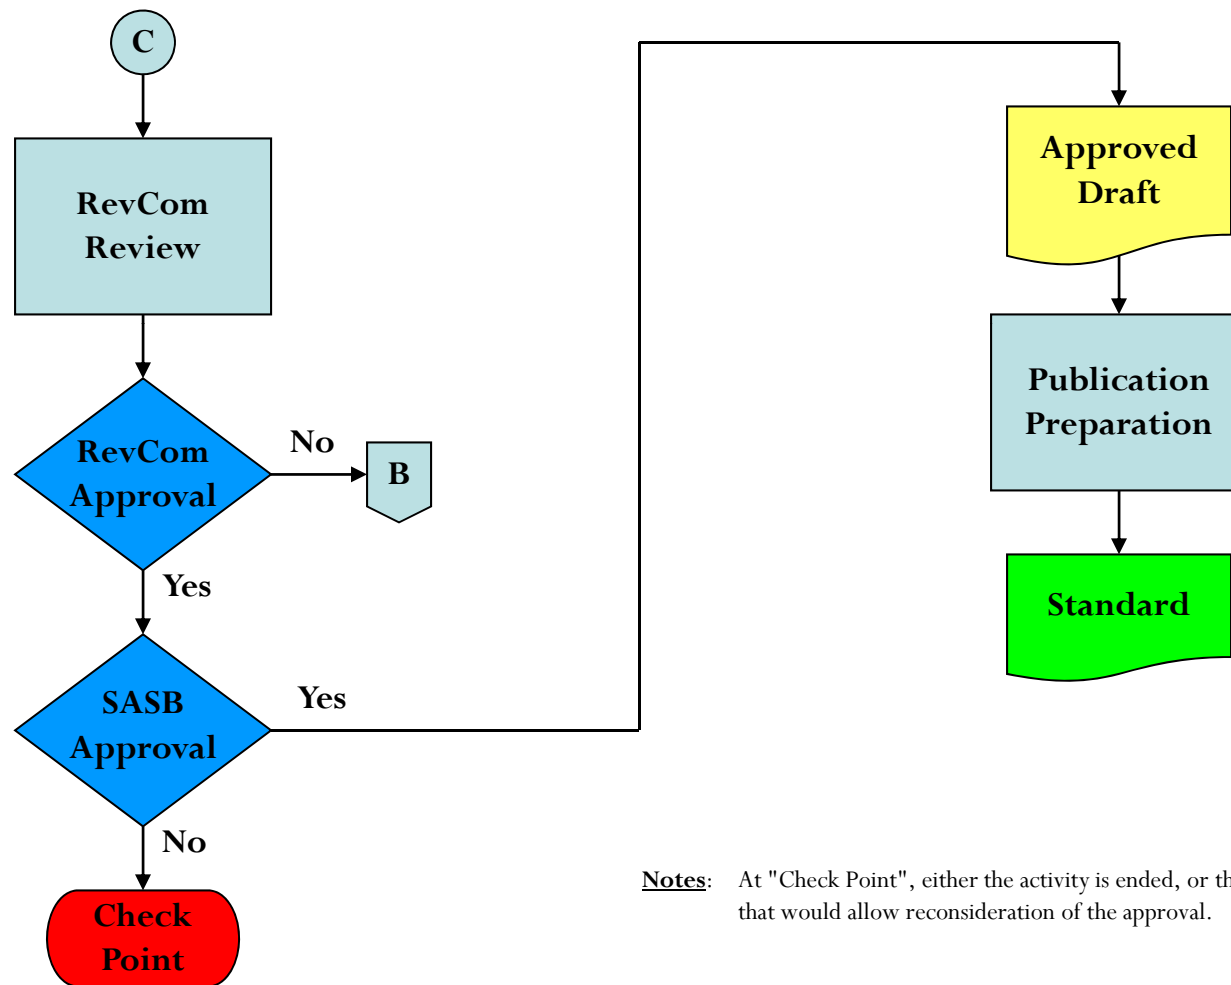 C
RevCom
Review
RevCom
Approval
No
B
Yes
SASB
Approval
Yes
No
Check
Point
Approved
Draft
Publication
Preparation
Standard
Notes: At "Check Point", either the activity is ended, or th
that would allow reconsideration of the approval.